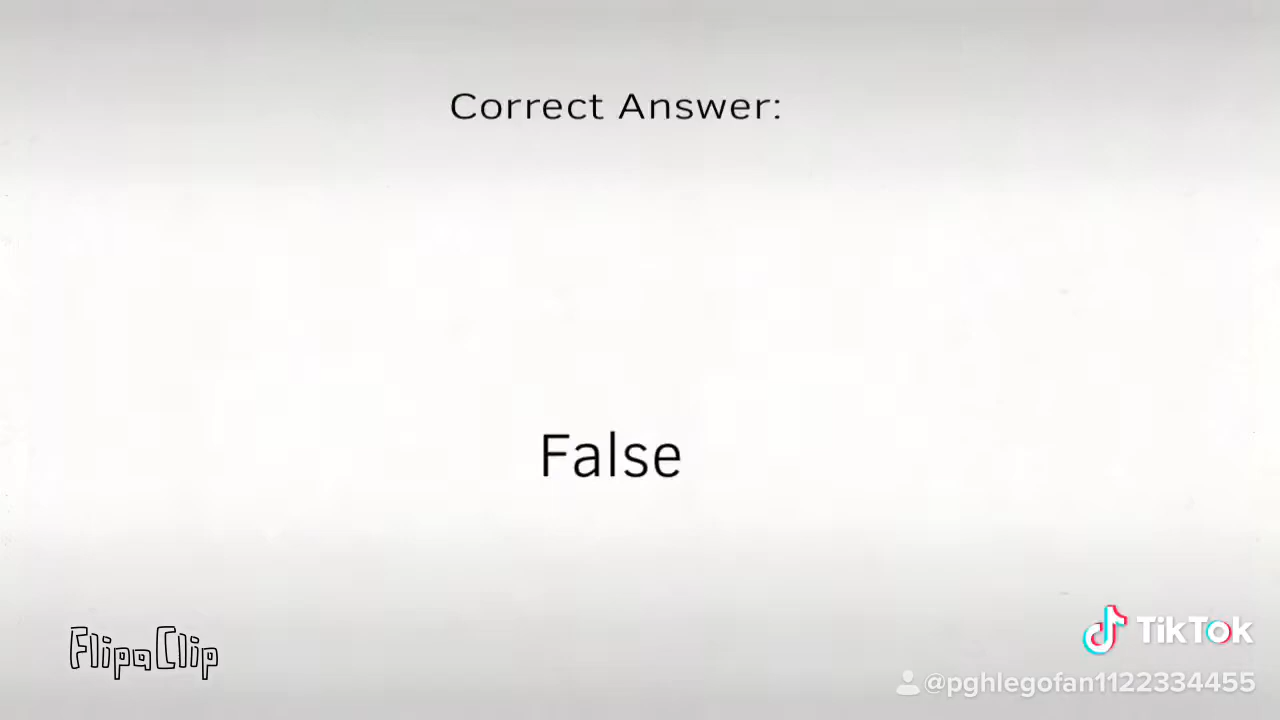 Correct Answer:
False
FlipaClip
TikTok
@pghlegofan1122334455